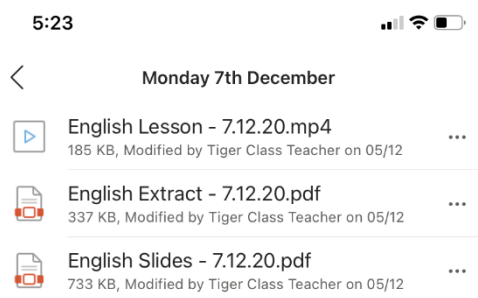 5:23
Monday 7th December
English Lesson - 7.12.20.mp4
185 KB, Modified by Tiger Class Teacher on 05/12
English Extract - 7.12.20.pdf
337 KB, Modified by Tiger Class Teacher on 05/12
English Slides - 7.12.20.pdf
733 KB, Modified by Tiger Class Teacher on 05/12